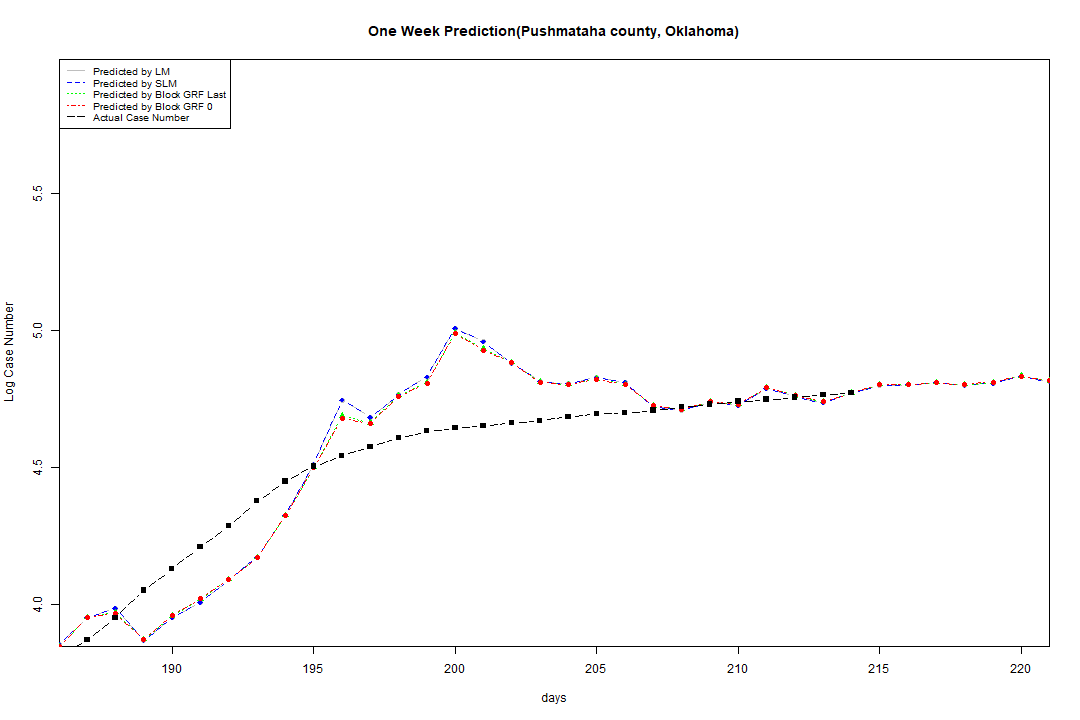 One Week Prediction(Pushmataha county, Oklahoma)
Predicted by LM
Predicted by SLM
Predicted by Block GRF Last
Predicted by Block GRF 0
Actual Case Number
5.5
5.0
4.5
4.0
Log Case Number
190 195 200 205 210 215 220
days